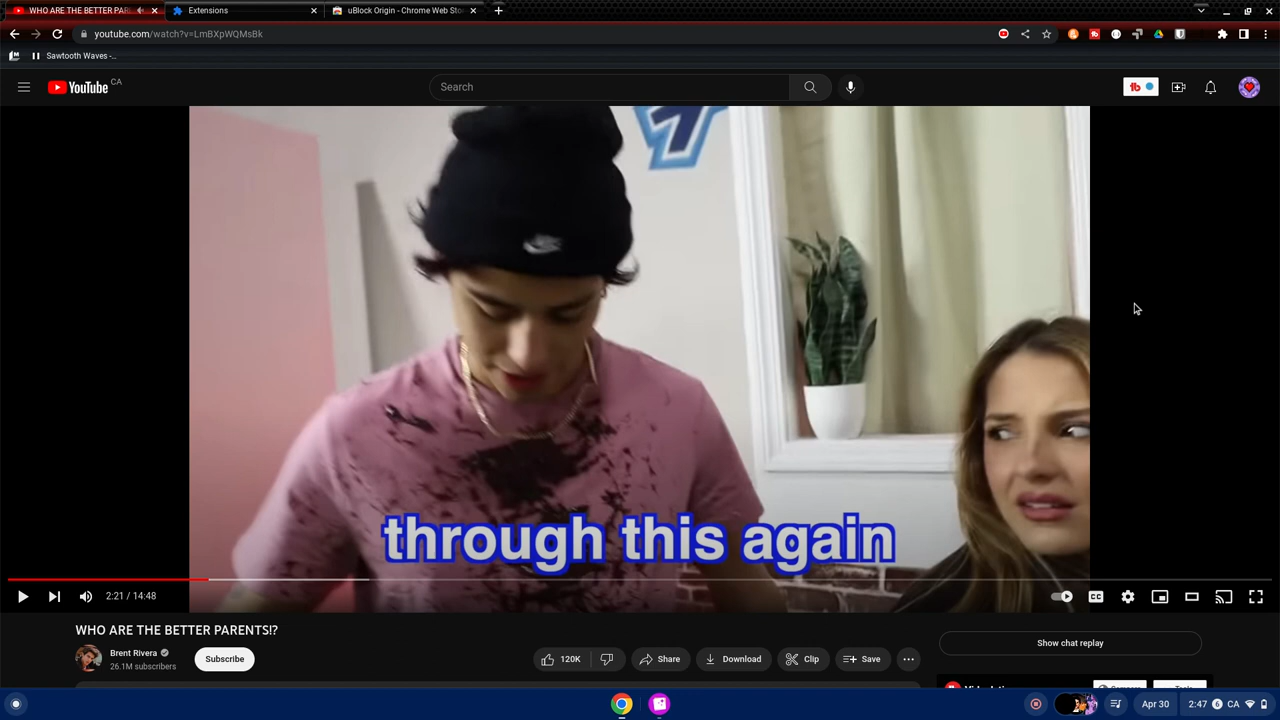 WHO ARE THE BETTER PAR
Extensions
uBlock Origin - Chrome Web Sto
youtube.com/watch?v=LmBXpWQMsBk
Sawtooth Waves -...
YouTube CA
Search
through this again
2:21 / 14:48
WHO ARE THE BETTER PARENTS!?
Brent Rivera
26.1M subscribers
Subscribe
120K
Share
Download
Clip
Save
Show chat replay
Apr 30
2:47
6
CA